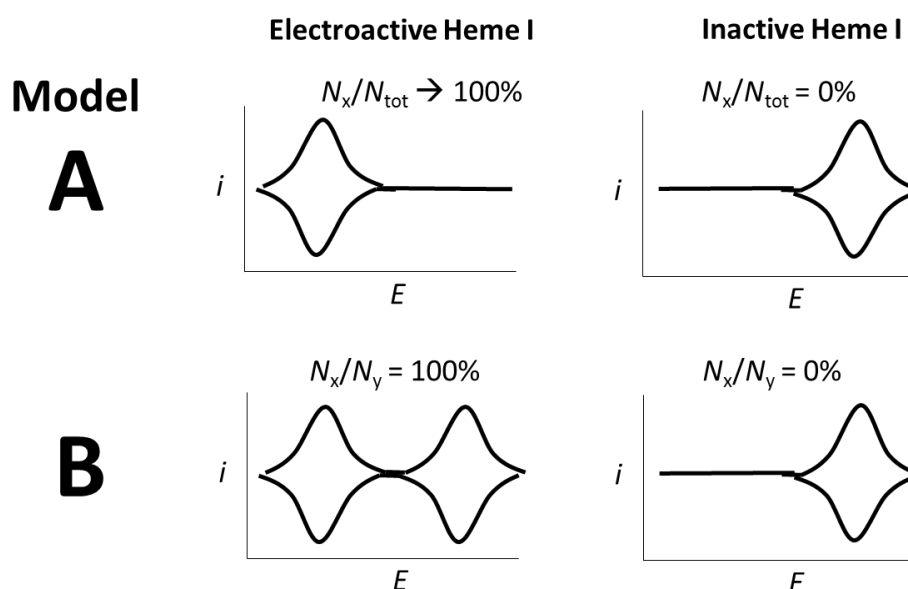 Electroactive Heme I
Inactive Heme I
Model
A
Nx/Ntot → 100%
i
E
Nx/Ntot = 0%
i
E
B
Nx/Ny = 100%
i
E
Nx/Ny = 0%
i
E